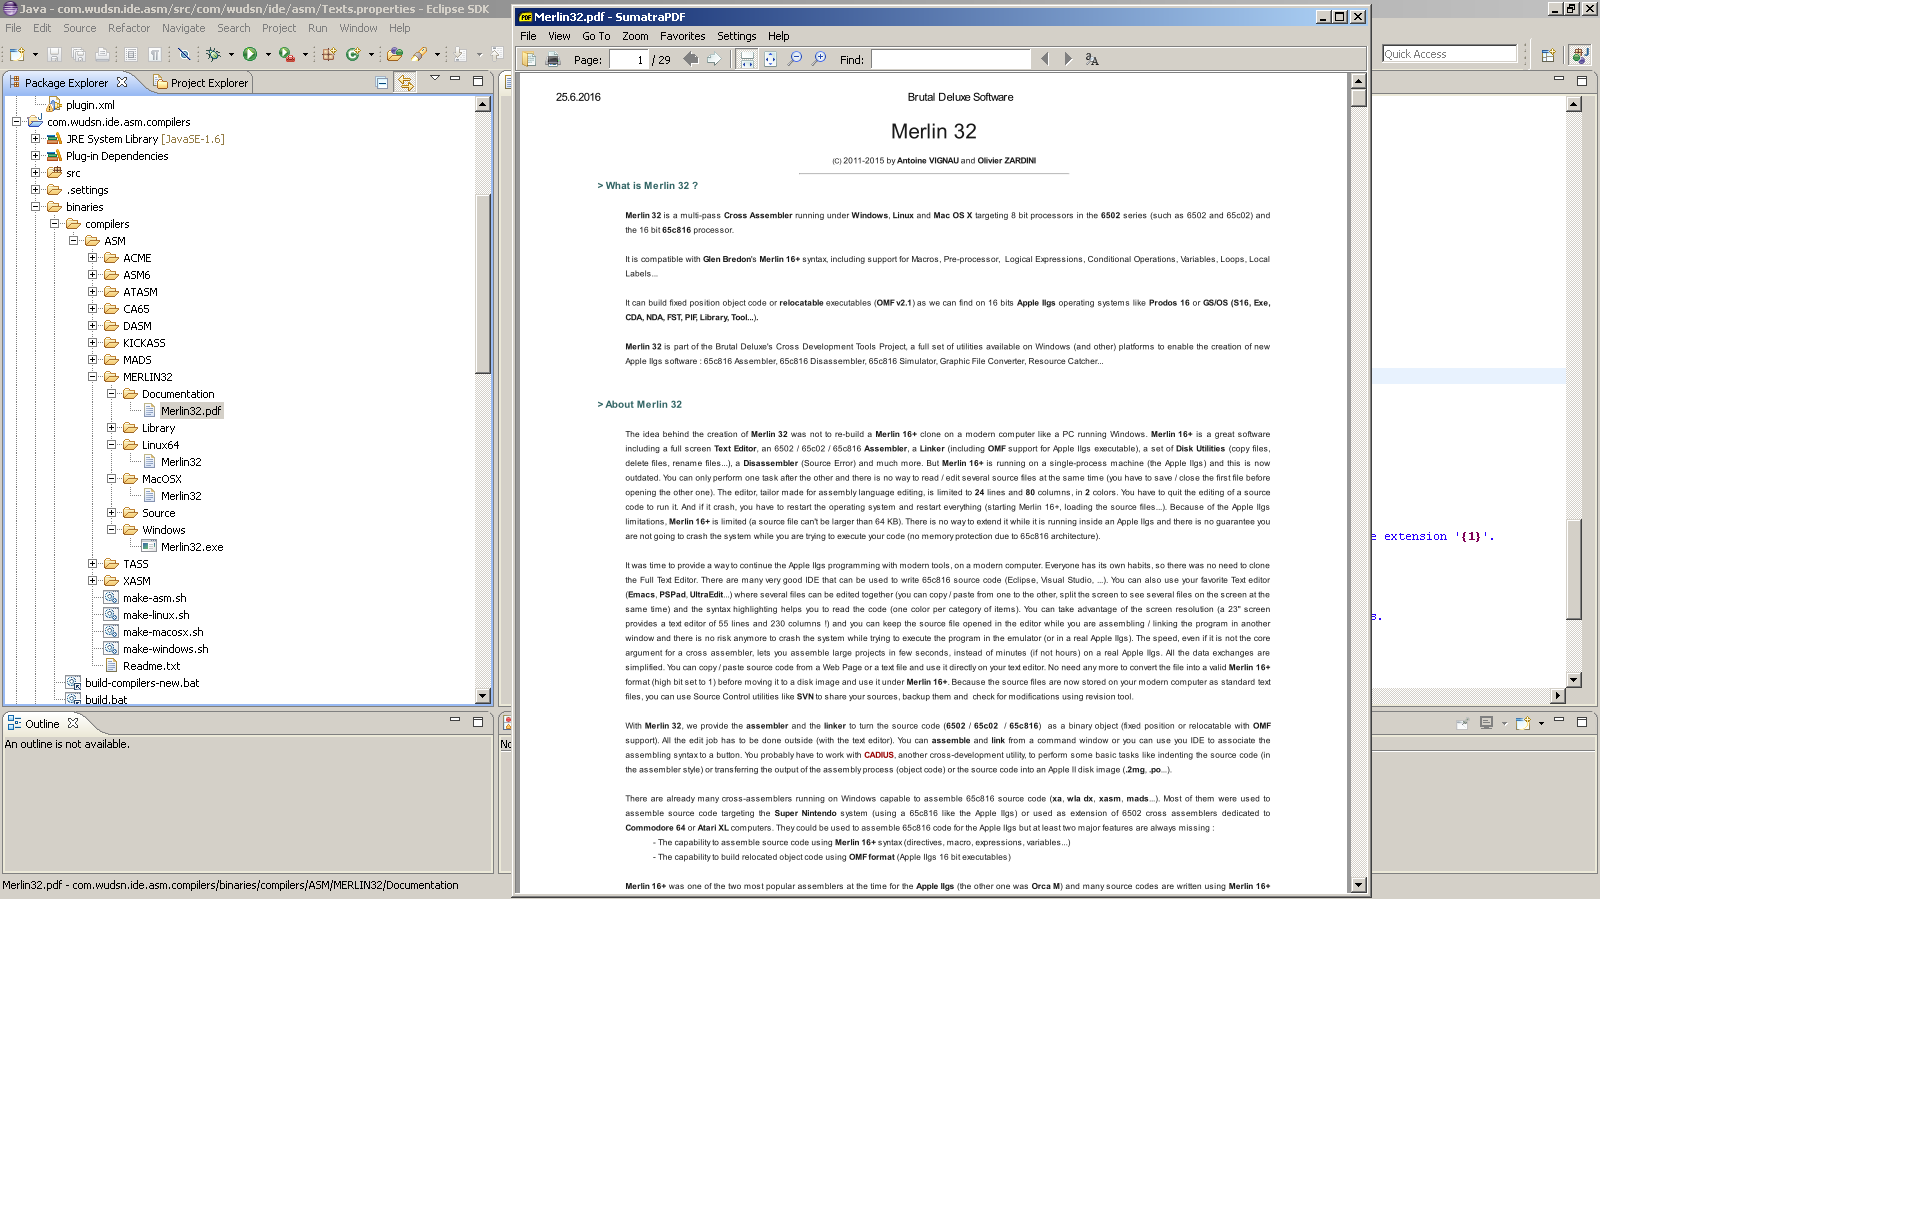 Java - com.wudsn.ide.asm/src/com/wudsn/ide/asm/Texts.properties - Eclipse SDK
File Edit Source Refactor Navigate Search Project Run Window Help
Quick Access
Package Explorer
Project Explorer
plugin.xml
com.wudsn.ide.asm.compilers
JRE System Library [JavaSE-1.6]
Plug-in Dependencies
src
.settings
binaries
compilers
ASM
ACME
ASM6
ATASM
CA65
DASM
KICKASS
MADS
MERLIN32
Documentation
Merlin32.pdf
Library
Linux64
Merlin32
MacOSX
Merlin32
Source
Windows
Merlin32.exe
TASS
XASM
make-asm.sh
make-linux.sh
make-macosx.sh
make-windows.sh
Readme.txt
build-compilers-new.bat
build.bat
Outline
An outline is not available.
Merlin32.pdf - com.wudsn.ide.asm.compilers/binaries/compilers/ASM/MERLIN32/Documentation
Merlin32.pdf - SumatraPDF
File View Go To Zoom Favorites Settings Help
Page: 1 / 29 Find:
25.6.2016 Brutal Deluxe Software
Merlin 32
(C) 2011-2015 by Antoine VIGNAU and Olivier ZARDINI
> What is Merlin 32 ?
Merlin 32 is a multi-pass Cross Assembler running under Windows, Linux and Mac OS X targeting 8 bit processors in the 6502 series (such as 6502 and 65c02) and
the 16 bit 65c816 processor.
It is compatible with Glen Bredon's Merlin 16+ syntax, including support for Macros, Pre-processor, Logical Expressions, Conditional Operations, Variables, Loops, Local
Labels...
It can build fixed position object code or relocatable executables (OMF v2.1) as we can find on 16 bits Apple IIgs operating systems like Prodos 16 or GS/OS (S16, Exe,
CDA, NDA, FST, PIF, Library, Tool...).
Merlin 32 is part of the Brutal Deluxe's Cross Development Tools Project, a full set of utilities available on Windows (and other) platforms to enable the creation of new
Apple IIgs software : 65c816 Assembler, 65c816 Disassembler, 65c816 Simulator, Graphic File Converter, Resource Catcher...
> About Merlin 32
The idea behind the creation of Merlin 32 was not to re-build a Merlin 16+ clone on a modern computer like a PC running Windows. Merlin 16+ is a great software
including a full screen Text Editor, an 6502 / 65c02 / 65c816 Assembler, a Linker (including OMF support for Apple IIgs executable), a set of Disk Utilities (copy files,
delete files, rename files...), a Disassembler (Source Error) and much more. But Merlin 16+ is running on a single-process machine (the Apple IIgs) and this is now
outdated. You can only perform one task after the other and there is no way to read / edit several source files at the same time (you have to save / close the first file before
opening the other one). The editor, tailor made for assembly language editing, is limited to 24 lines and 80 columns, in 2 colors. You have to quit the editing of a source
code to run it. And if it crash, you have to restart the operating system and restart everything (starting Merlin 16+, loading the source files...). Because of the Apple IIgs
limitations, Merlin 16+ is limited (a source file can't be larger than 64 KB). There is no way to extend it while it is running inside an Apple IIgs and there is no guarantee you
are not going to crash the system while you are trying to execute your code (no memory protection due to 65c816 architecture).
It was time to provide a way to continue the Apple IIgs programming with modern tools, on a modern computer. Everyone has its own habits, so there was no need to clone
the Full Text Editor. There are many very good IDE that can be used to write 65c816 source code (Eclipse, Visual Studio, ...). You can also use your favorite Text editor
(Emacs, PSPad, UltraEdit...) where several files can be edited together (you can copy / paste from one to the other, split the screen to see several files on the screen at the
same time) and the syntax highlighting helps you to read the code (one color per category of items). You can take advantage of the screen resolution (a 23" screen
provides a text editor of 55 lines and 230 columns !) and you can keep the source file opened in the editor while you are assembling / linking the program in another
window and there is no risk anymore to crash the system while trying to execute the program in the emulator (or in a real Apple IIgs). The speed, even if it is not the core
argument for a cross assembler, lets you assemble large projects in few seconds, instead of minutes (if not hours) on a real Apple IIgs. All the data exchanges are
simplified. You can copy / paste source code from a Web Page or a text file and use it directly on your text editor. No need any more to convert the file into a valid Merlin 16+
format (high bit set to 1) before moving it to a disk image and use it under Merlin 16+. Because the source files are now stored on your modern computer as standard text
files, you can use Source Control utilities like SVN to share your sources, backup them and check for modifications using revision tool.
With Merlin 32, we provide the assembler and the linker to turn the source code (6502 / 65c02 / 65c816) as a binary object (fixed position or relocatable with OMF
support). All the edit job has to be done outside (with the text editor). You can assemble and link from a command window or you can use you IDE to associate the
assembling syntax to a button. You probably have to work with CADIUS, another cross-development utility, to perform some basic tasks like indenting the source code (in
the assembler style) or transferring the output of the assembly process (object code) or the source code into an Apple II disk image (.2mg, .po...).
There are already many cross-assemblers running on Windows capable to assemble 65c816 source code (xa, wla dx, xasm, mads...). Most of them were used to
assemble source code targeting the Super Nintendo system (using a 65c816 like the Apple IIgs) or used as extension of 6502 cross assemblers dedicated to
Commodore 64 or Atari XL computers. They could be used to assemble 65c816 code for the Apple IIgs but at least two major features are always missing :
- The capability to assemble source code using Merlin 16+ syntax (directives, macro, expressions, variables...)
- The capability to build relocated object code using OMF format (Apple IIgs 16 bit executables)
Merlin 16+ was one of the two most popular assemblers at the time for the Apple IIgs (the other one was Orca M) and many source codes are written using Merlin 16+
e extension '{1}'.
s.
No